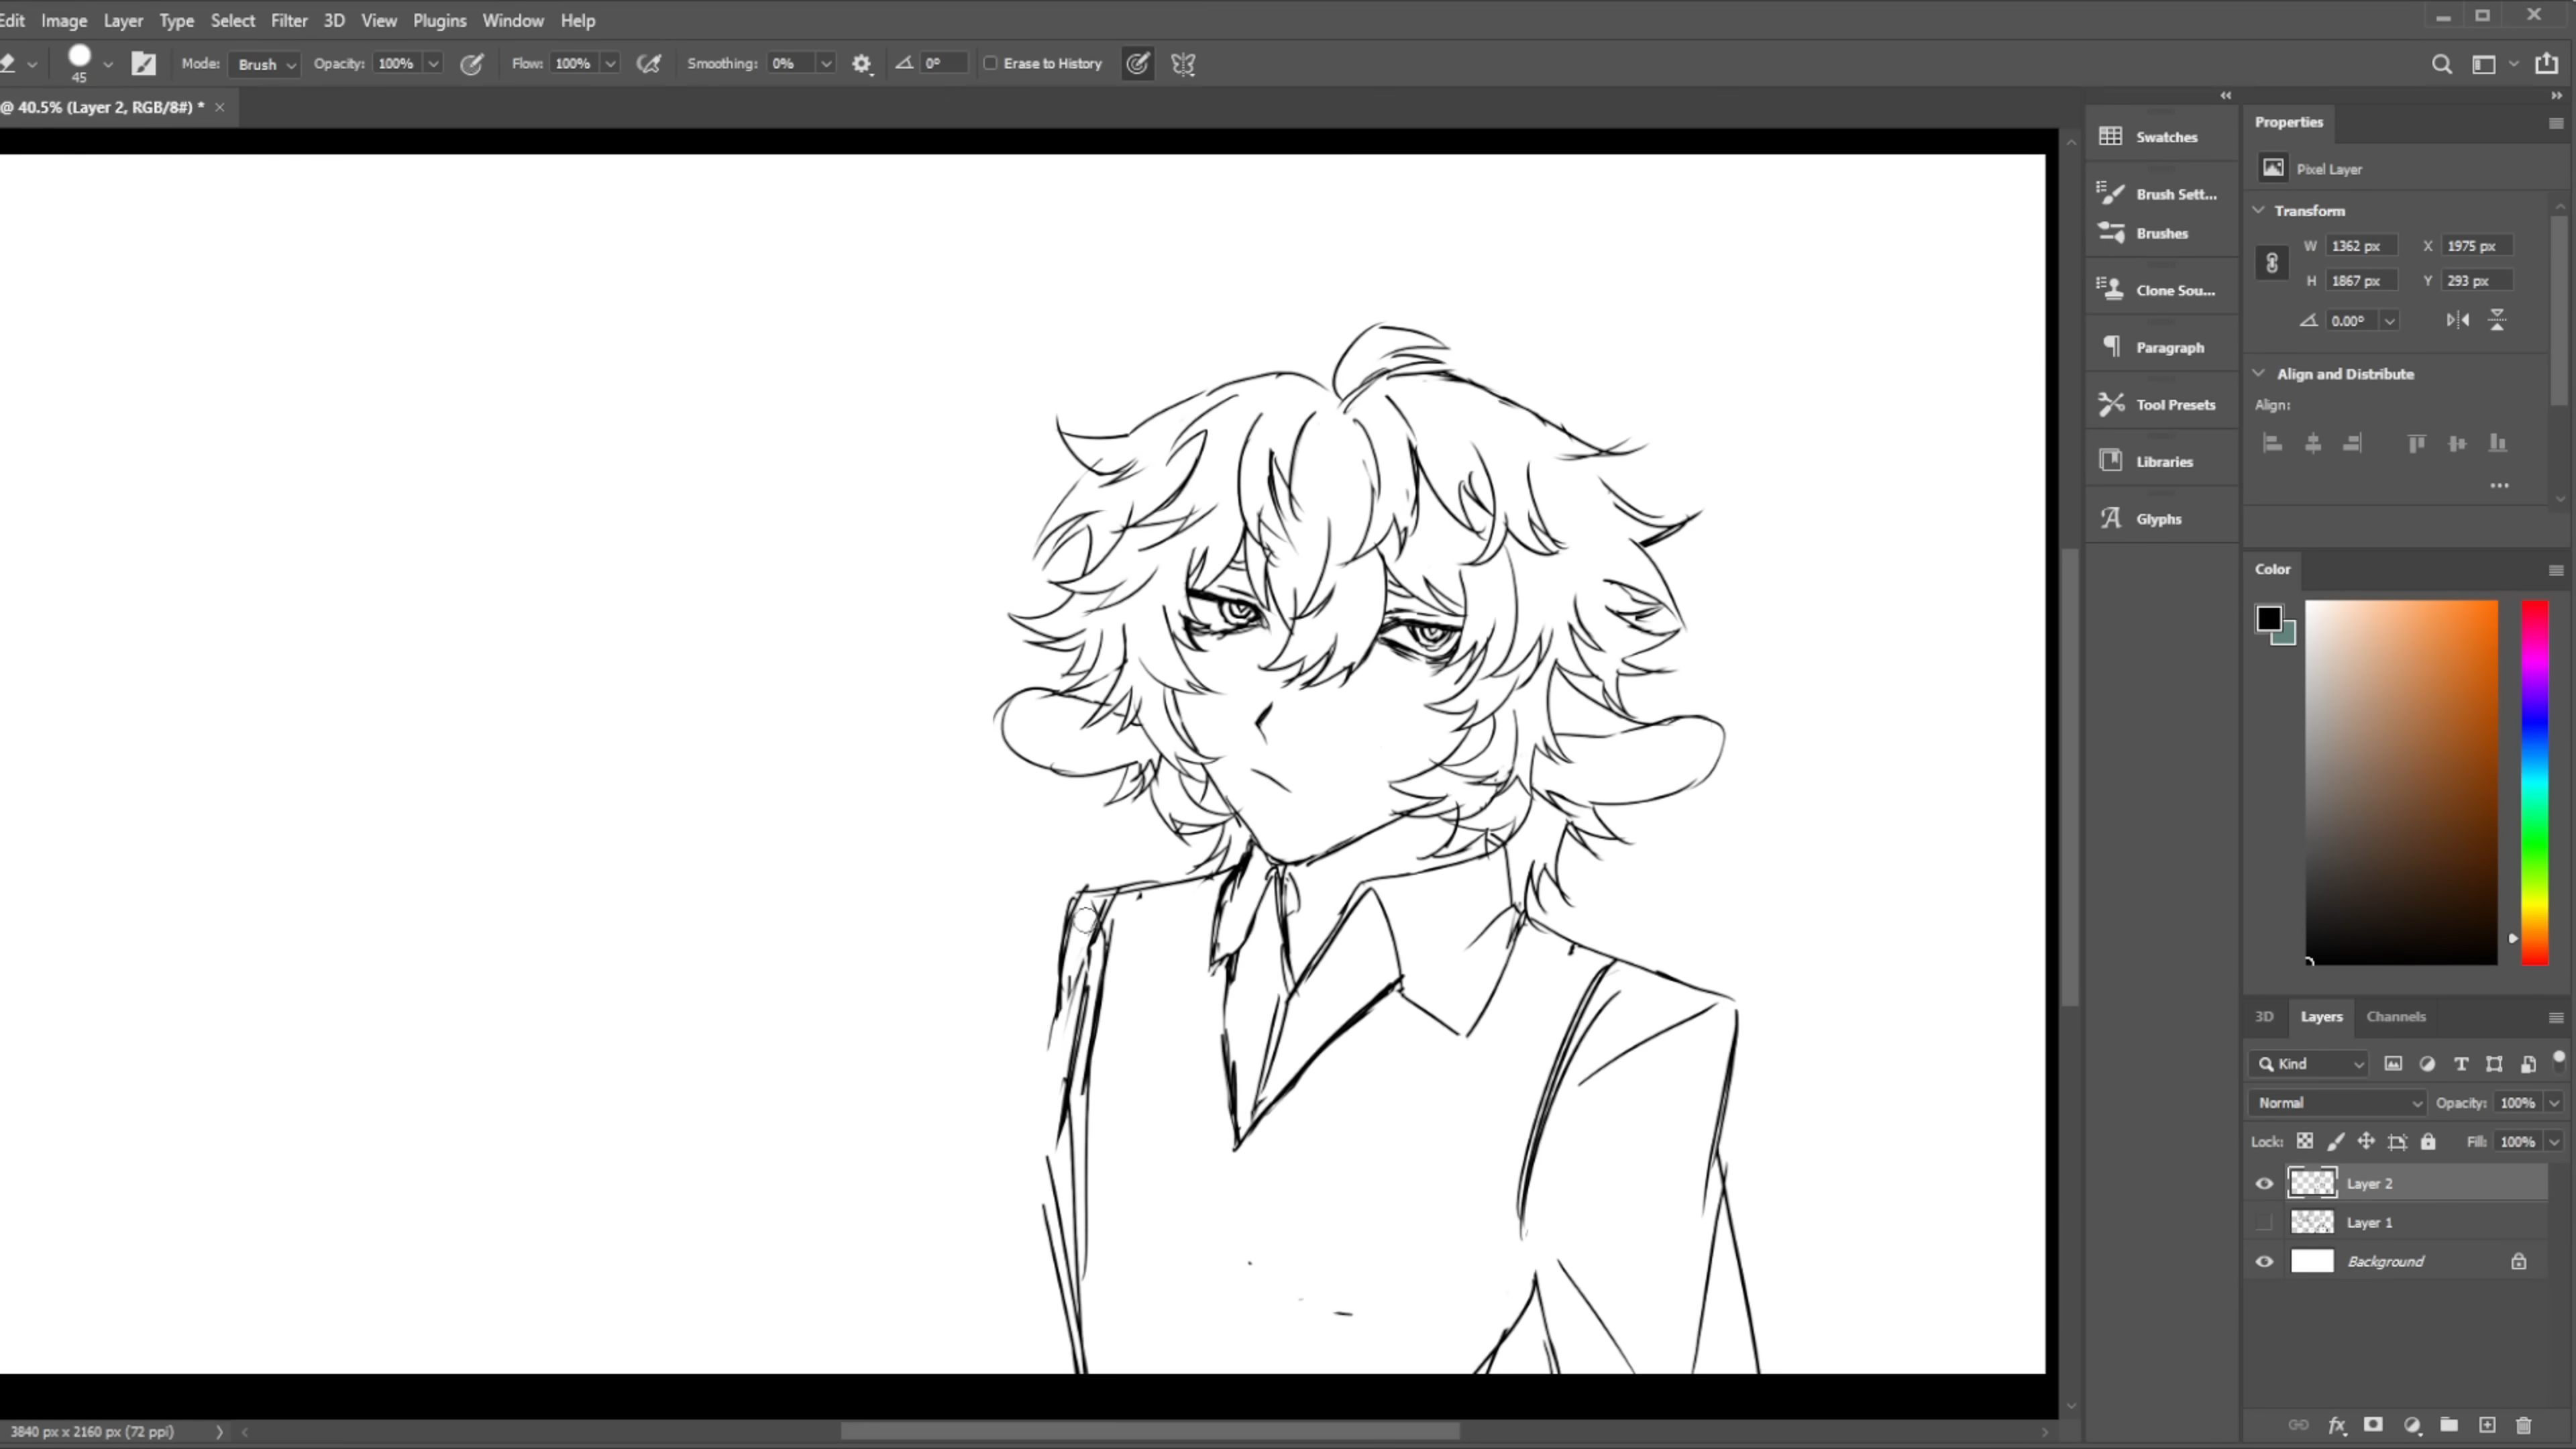 Edit Image Layer Type Select Filter 3D View Plugins Window Help
45 Mode: Brush Opacity: 100% Flow: 100% Smoothing: 0% 0° Erase to History
@ 40.5% (Layer 2, RGB/8#) * ×
Swatches
Brush Sett...
Brushes
Clone Sou...
Paragraph
Tool Presets
Libraries
Glyphs
Properties
Pixel Layer
Transform
W 1362 px X 1975 px
H 1867 px Y 293 px
0.00°
Align and Distribute
Align:
Color
3D Layers Channels
Kind
Normal Opacity: 100%
Lock: Fill: 100%
Layer 2
Layer 1
Background
3840 px x 2160 px (72 ppi)